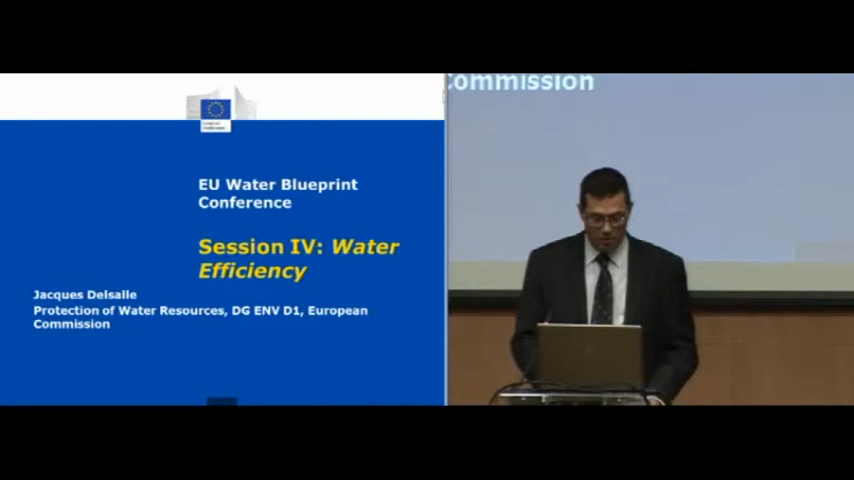 EU Water Blueprint
Conference
Session IV: Water
Efficiency
Jacques Delsalle
Protection of Water Resources, DG ENV D1, European
Commission
commission